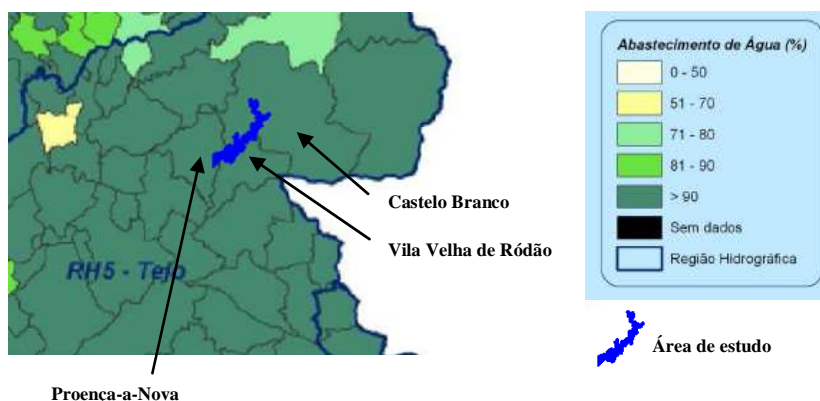 Castelo Branco
Vila Velha de Ródão
RH5 - Tejo
Proença-a-Nova
Abastecimento de Água (%)
0 - 50
51 - 70
71 - 80
81 - 90
> 90
Sem dados
Região Hidrográfica
Área de estudo